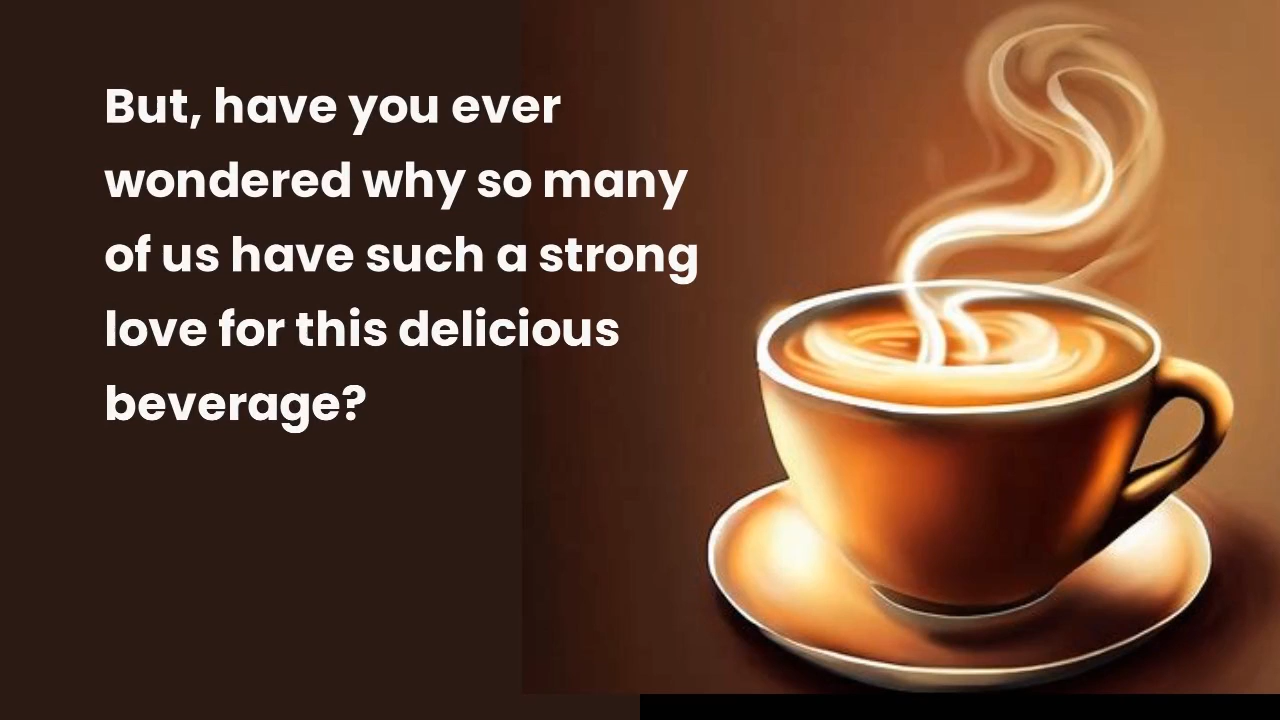 But, have you ever
wondered why so many
of us have such a strong
love for this delicious
beverage?